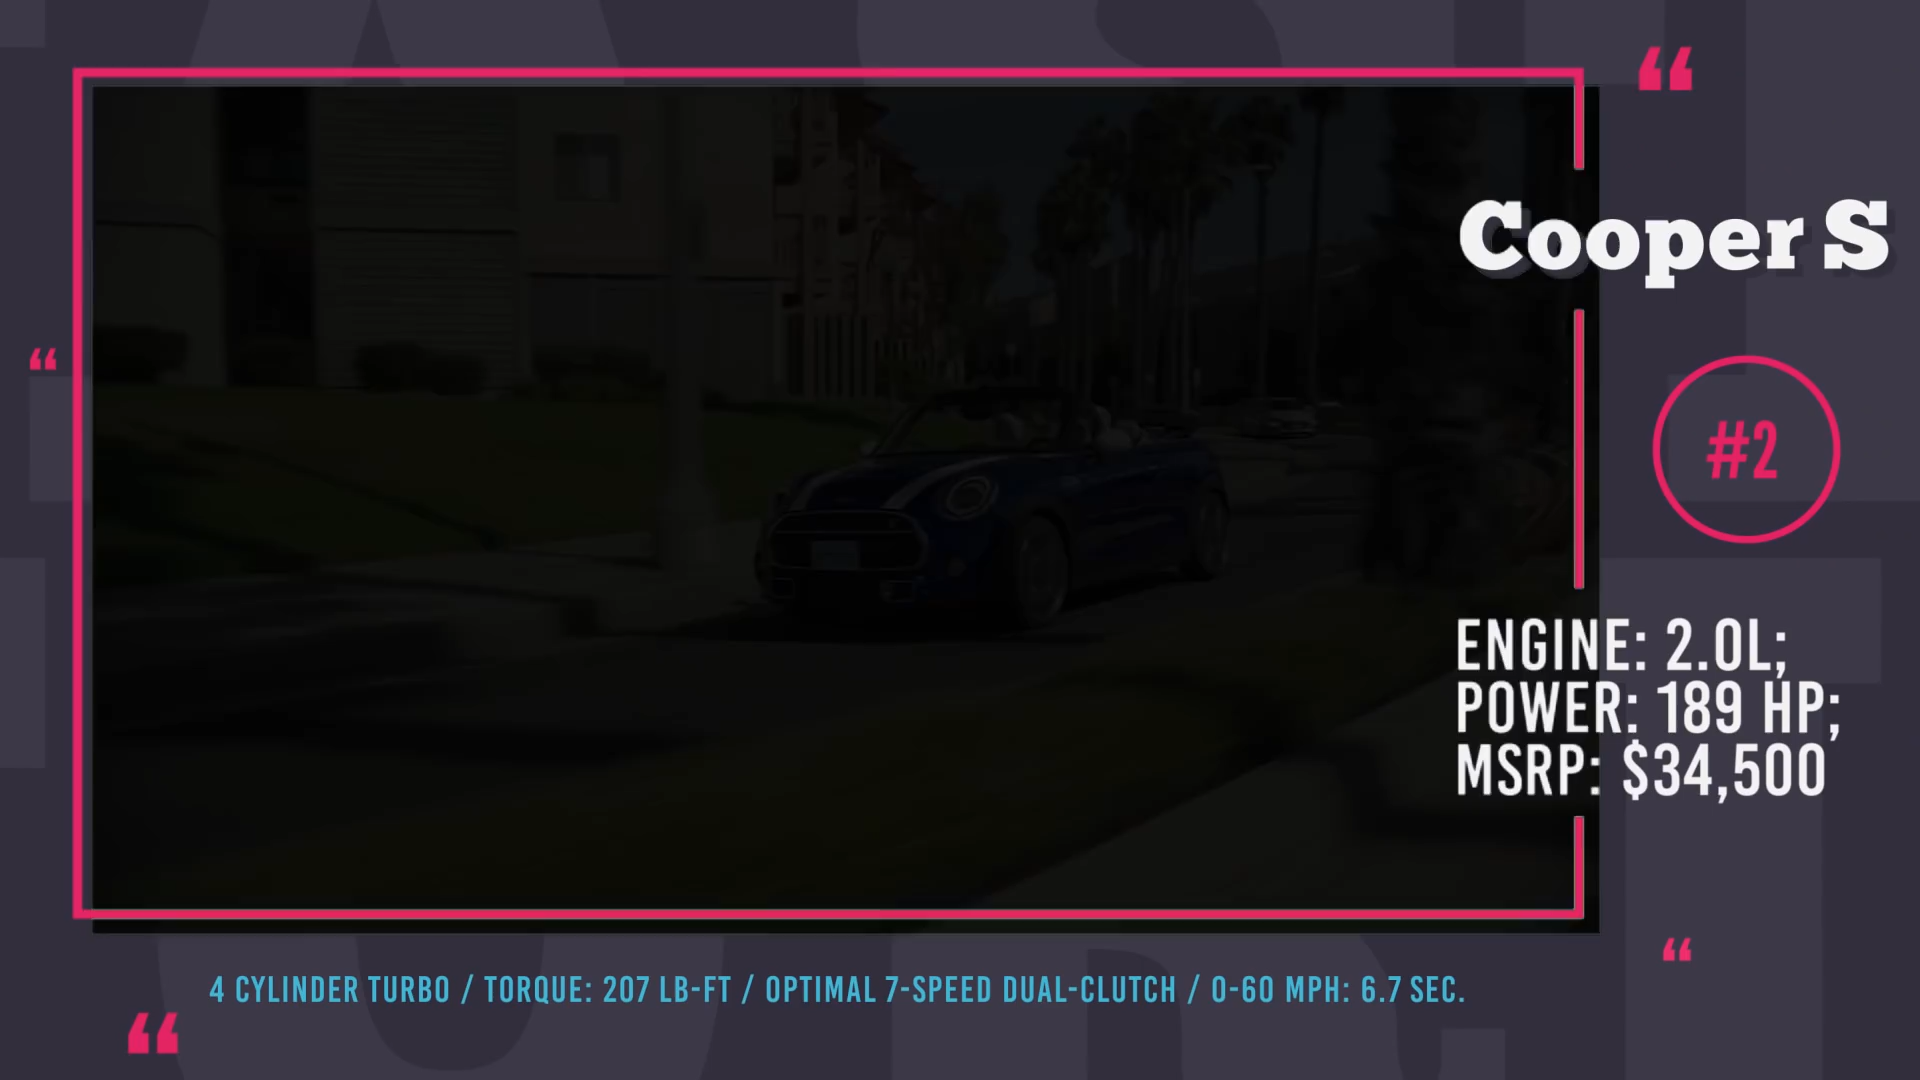 Cooper S
#2
ENGINE: 2.0L;
POWER: 189 HP;
MSRP: $34,500
4 CYLINDER TURBO / TORQUE: 207 LB-FT / OPTIMAL 7-SPEED DUAL-CLUTCH / 0-60 MPH: 6.7 SEC.